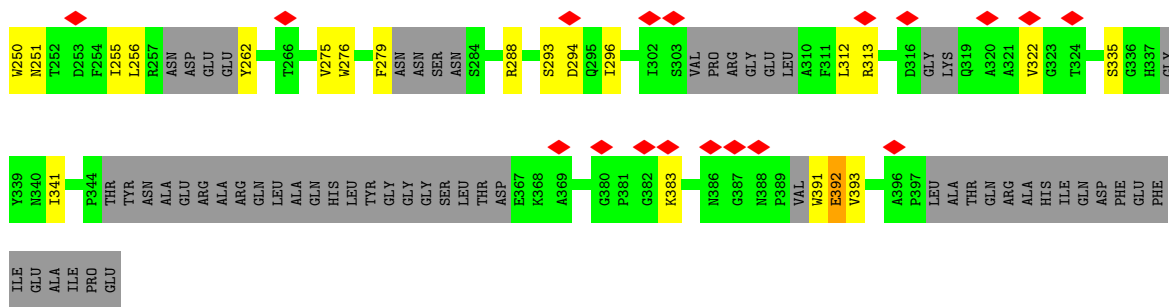 W250 N251 T252 D253 F254 I255 L256 R257 ASN ASP GLU GLU Y262 T266 V275 W276 F279 ASN ASN SER ASN S284 R288 S293 D294 Q295 I296 I302 S303 VAL PRO ARG GLY GLU LEU A310 F311 L312 R313 D316 GLY LYS Q319 A320 A321 V322 G323 T324 S335 G336 H337 GLY
Y339 N340 I341 P344 THR TYR ASN ALA GLU ARG ALA ALA ARG GLN LEU ALA GLN HIS LEU TYR GLY GLY GLY SER LEU THR ASP E367 K368 A369 G380 P381 G382 K383 N386 G387 N388 P389 VAL W391 E392 V393 A396 P397 LEU ALA THR GLN ARG ALA HIS ILE GLN ASP PHE GLU PHE
ILE GLU ALA ILE PRO GLU